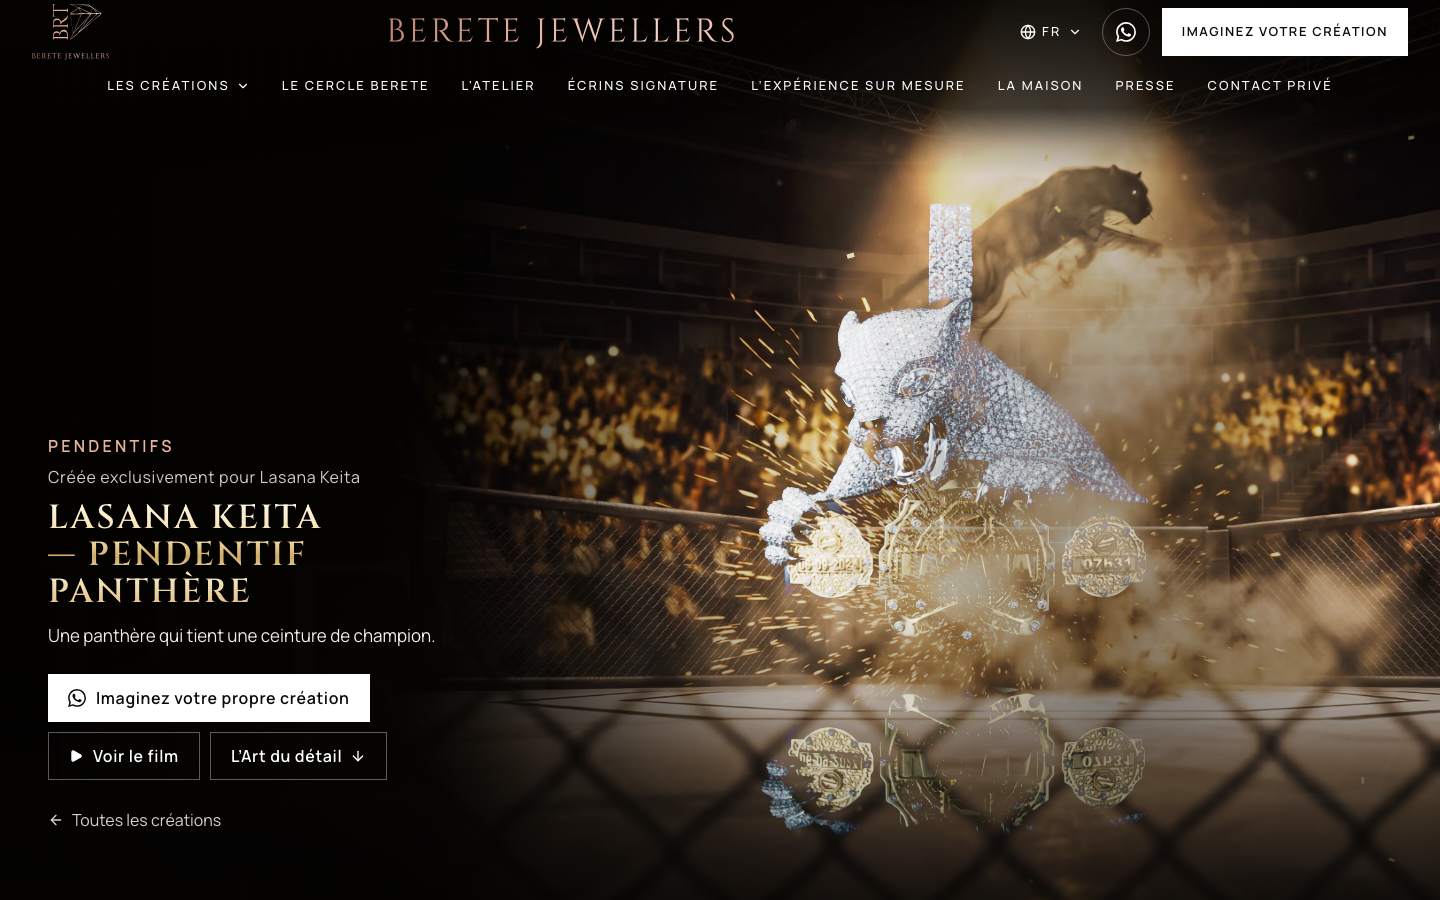 BRT
BERETE JEWELLERS
BERETE JEWELLERS
FR
IMAGINEZ VOTRE CRÉATION
LES CRÉATIONS
LE CERCLE BERETE
L'ATELIER
ÉCRINS SIGNATURE
L'EXPÉRIENCE SUR MESURE
LA MAISON
PRESSE
CONTACT PRIVÉ
PENDENTIFS
Créée exclusivement pour Lasana Keita
LASANA KEITA
— PENDENTIF
PANTHÈRE
Une panthère qui tient une ceinture de champion.
Imaginez votre propre création
Voir le film
L'Art du détail
Toutes les créations
07H31